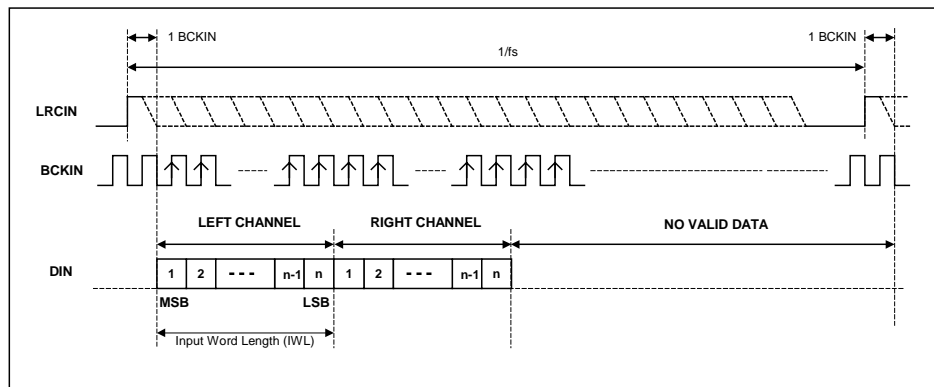 1 BCKIN
1 BCKIN
1/fs
LRCIN
BCKIN
LEFT CHANNEL
RIGHT CHANNEL
NO VALID DATA
DIN
1 2 --- n-1 n 1 2 --- n-1 n
MSB
LSB
Input Word Length (IWL)